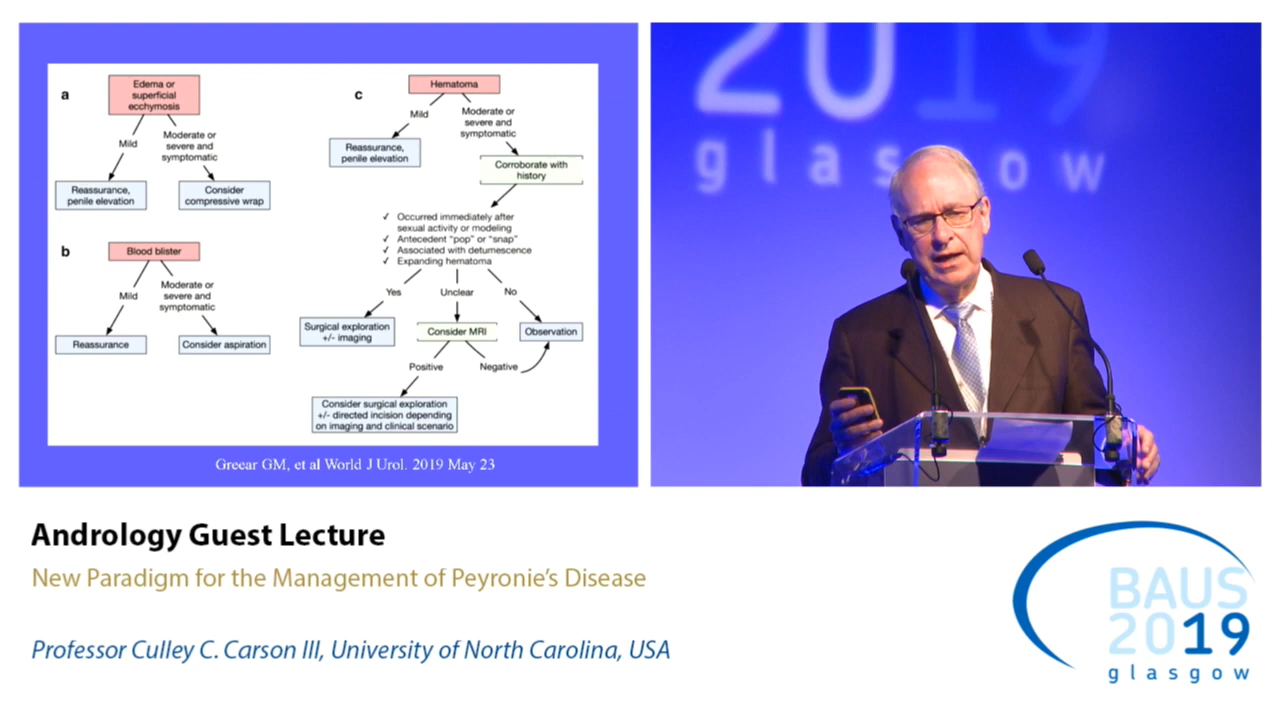 a
Edema or
superficial
ecchymosis
Mild
Moderate or
severe and
symptomatic
Reassurance,
penile elevation
Consider
compressive wrap
b
Blood blister
Mild
Moderate or
severe and
symptomatic
Reassurance
Consider aspiration
c
Hematoma
Mild
Moderate or
severe and
symptomatic
Reassurance,
penile elevation
Corroborate with
history
✓ Occurred immediately after
sexual activity or modeling
✓ Antecedent “pop” or “snap”
✓ Associated with detumescence
✓ Expanding hematoma
Yes
Unclear
No
Surgical exploration
+/- imaging
Consider MRI
Observation
Positive
Negative
Consider surgical exploration
+/- directed incision depending
on imaging and clinical scenario
Greear GM, et al World J Urol. 2019 May 23
2019
glasgow
Andrology Guest Lecture
New Paradigm for the Management of Peyronie’s Disease
Professor Culley C. Carson III, University of North Carolina, USA
BAUS
2019
glasgow